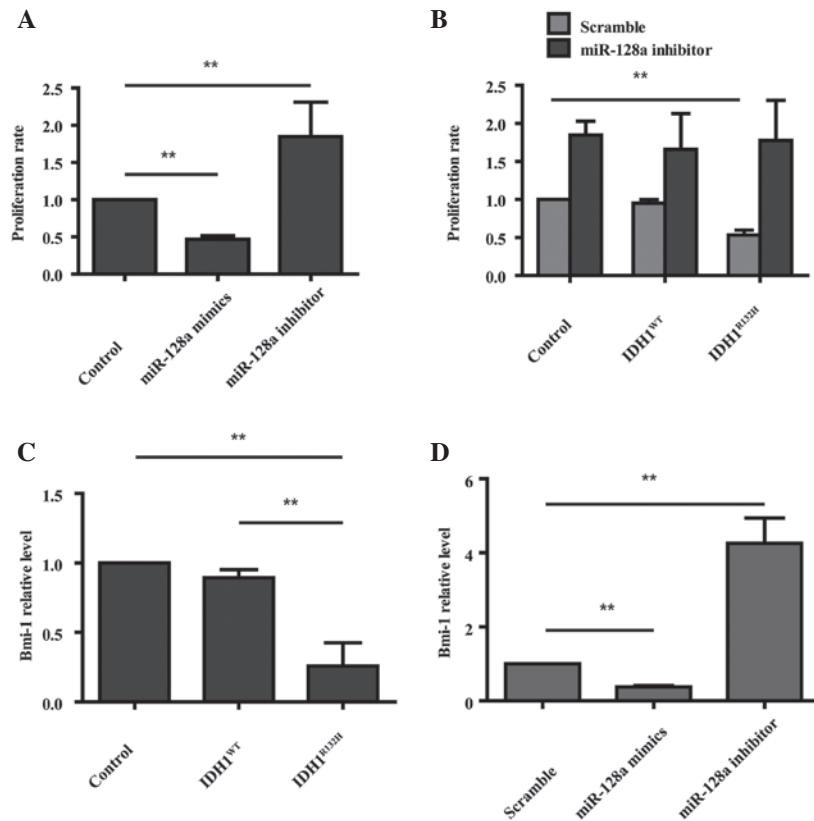 A
**
**
Proliferation rate
2.5
2.0
1.5
1.0
0.5
0.0
Control
miR-128a mimics
miR-128a inhibitor
B
Scramble
miR-128a inhibitor
**
Proliferation rate
2.5
2.0
1.5
1.0
0.5
0.0
Control
IDH1ᵂᵀ
IDH1ᴿ¹³²ᴴ
C
**
**
Bmi-1 relative level
1.5
1.0
0.5
0.0
Control
IDH1ᵂᵀ
IDH1ᴿ¹³²ᴴ
D
**
**
Bmi-1 relative level
6
4
2
0
Scramble
miR-128a mimics
miR-128a inhibitor